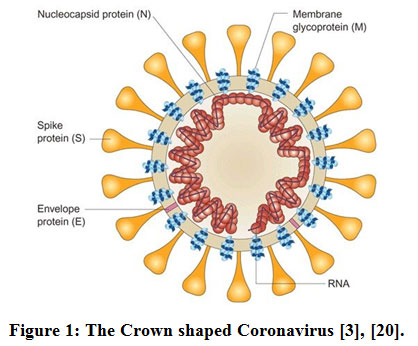 Nucleocapsid protein (N)
Membrane
glycoprotein (M)
Spike
protein (S)
Envelope
protein (E)
RNA
Figure 1: The Crown shaped Coronavirus [3], [20].